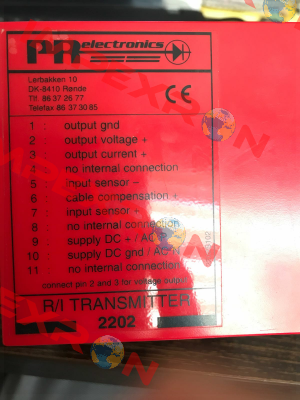 PR electronics
Lerbakken 10
DK-8410 Rønde
Tlf. 86 37 26 77
Telefax 86 37 30 85
CE
1 : output gnd
2 : output voltage +
3 : output current +
4 : no internal connection
5 : input sensor -
6 : cable compensation +
7 : input sensor +
8 : no internal connection
9 : supply DC + / AC
10 : supply DC gnd / AC
11 : no internal connection
connect pin 2 and 3 for voltage output
R/I TRANSMITTER
2202